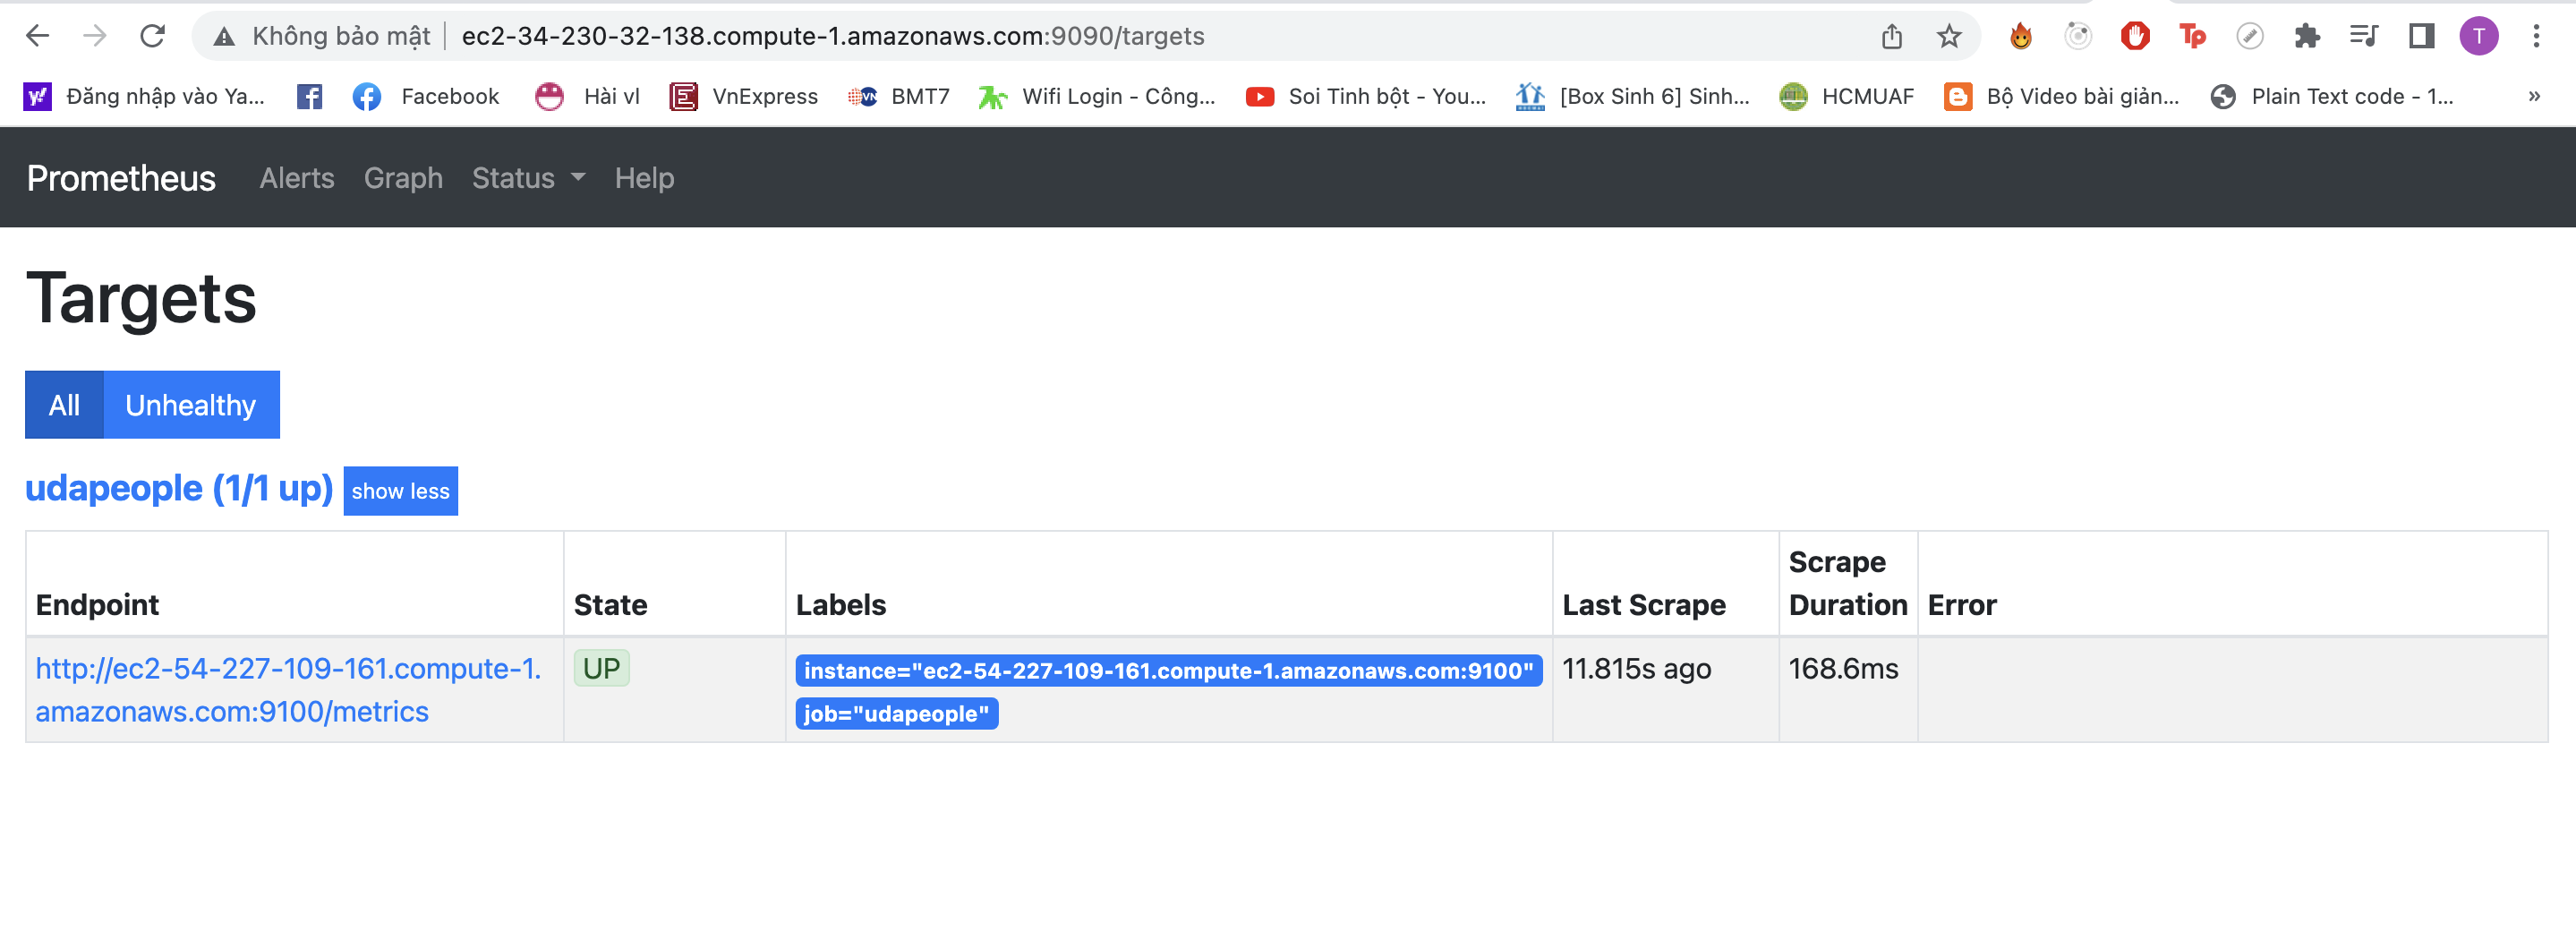 Không bảo mật ec2-34-230-32-138.compute-1.amazonaws.com:9090/targets
Tp
T
y! Đăng nhập vào Ya... Facebook Hài vl E VnExpress VN BMT7 Wifi Login - Công... Soi Tinh bột - You... [Box Sinh 6] Sinh... HCMUAF Bộ Video bài giản... Plain Text code - 1... »
Prometheus Alerts Graph Status Help
Targets
All Unhealthy
udapeople (1/1 up) show less
Endpoint State Labels Last Scrape Scrape Duration Error
http://ec2-54-227-109-161.compute-1.
amazonaws.com:9100/metrics
UP
instance="ec2-54-227-109-161.compute-1.amazonaws.com:9100"
job="udapeople"
11.815s ago
168.6ms